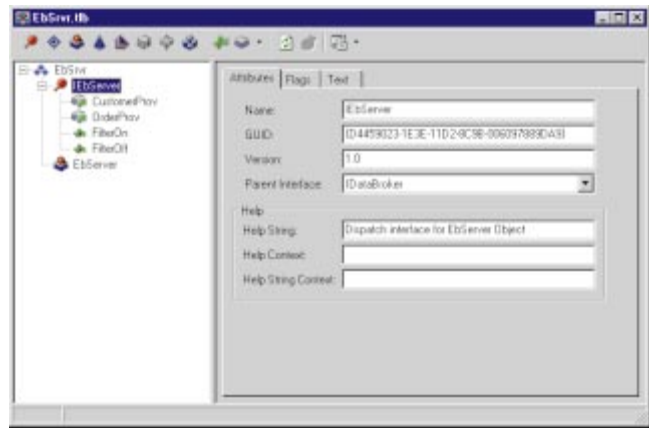 EbSrvr.tlb
EbSrvr
IEbServer
CustomerProv
OrderProv
FilterOn
FilterOff
EbServer
Attributes
Flags
Text
Name:
IEbServer
GUID:
Version:
1.0
Parent Interface:
IDataBroker
Help
Help String:
Dispatch interface for EbServer Object
Help Context:
Help String Context: